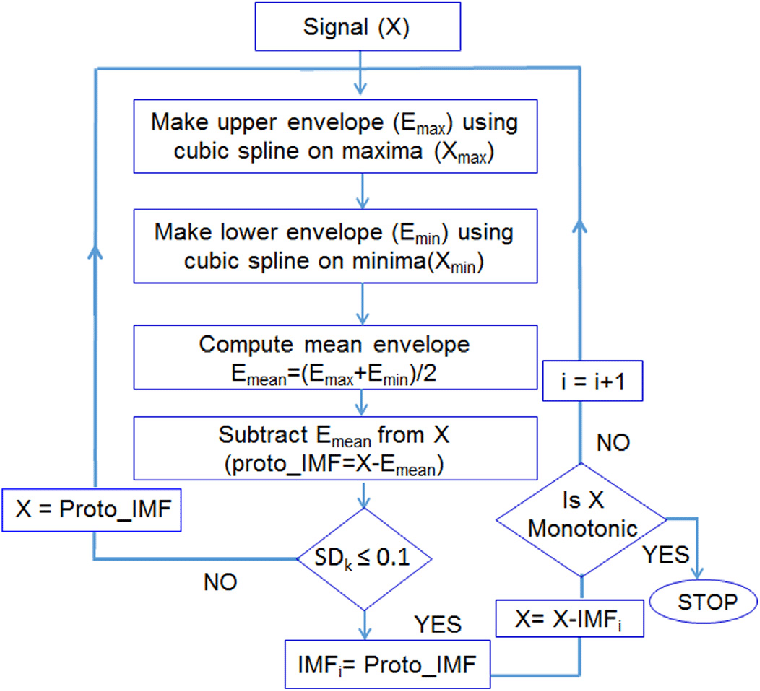 Signal (X)
Make upper envelope (Emax) using
cubic spline on maxima (Xmax)
Make lower envelope (Emin) using
cubic spline on minima(Xmin)
Compute mean envelope
Emean=(Emax+Emin)/2
i = i+1
Subtract Emean from X
(proto_IMF=X-Emean)
NO
X = Proto_IMF
Is X
Monotonic
SDk ≤ 0.1
NO
YES
STOP
YES
X= X-IMFi
IMFi= Proto_IMF